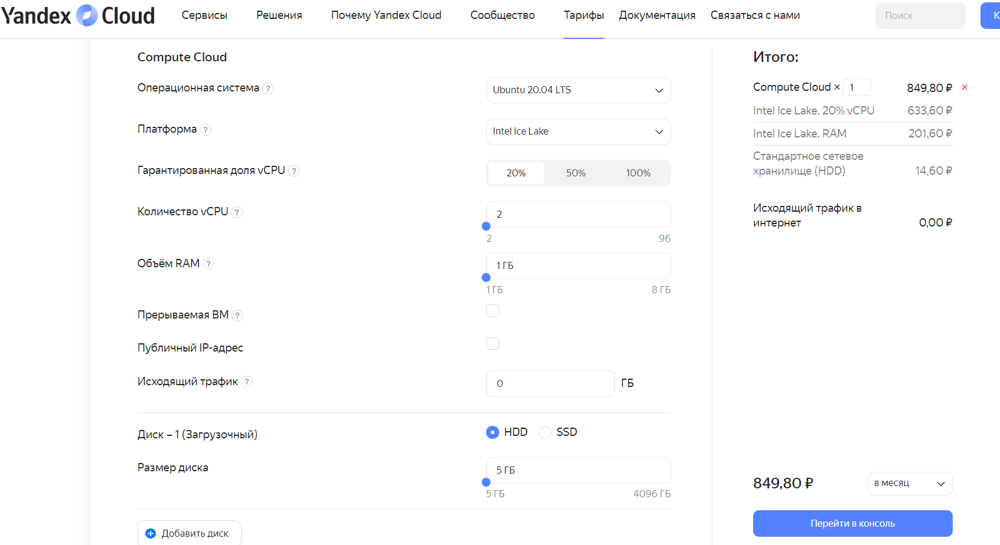 Yandex Cloud
Сервисы Решения Почему Yandex Cloud Сообщество Тарифы Документация Связаться с нами Поиск К
Compute Cloud
Операционная система ? Ubuntu 20.04 LTS
Платформа ? Intel Ice Lake
Гарантированная доля vCPU ? 20% 50% 100%
Количество vCPU ? 2
2 96
Объём RAM ? 1 ГБ
1 ГБ 8 ГБ
Прерываемая ВМ ?
Публичный IP-адрес
Исходящий трафик ? 0 ГБ
Диск – 1 (Загрузочный) HDD SSD
Размер диска 5 ГБ
5 ГБ 4096 ГБ
Добавить диск
Итого:
Compute Cloud × 1 849,80 ₽ ×
Intel Ice Lake. 20% vCPU 633,60 ₽
Intel Ice Lake. RAM 201,60 ₽
Стандартное сетевое
хранилище (HDD) 14,60 ₽
Исходящий трафик в
интернет 0,00 ₽
849,80 ₽ в месяц
Перейти в консоль